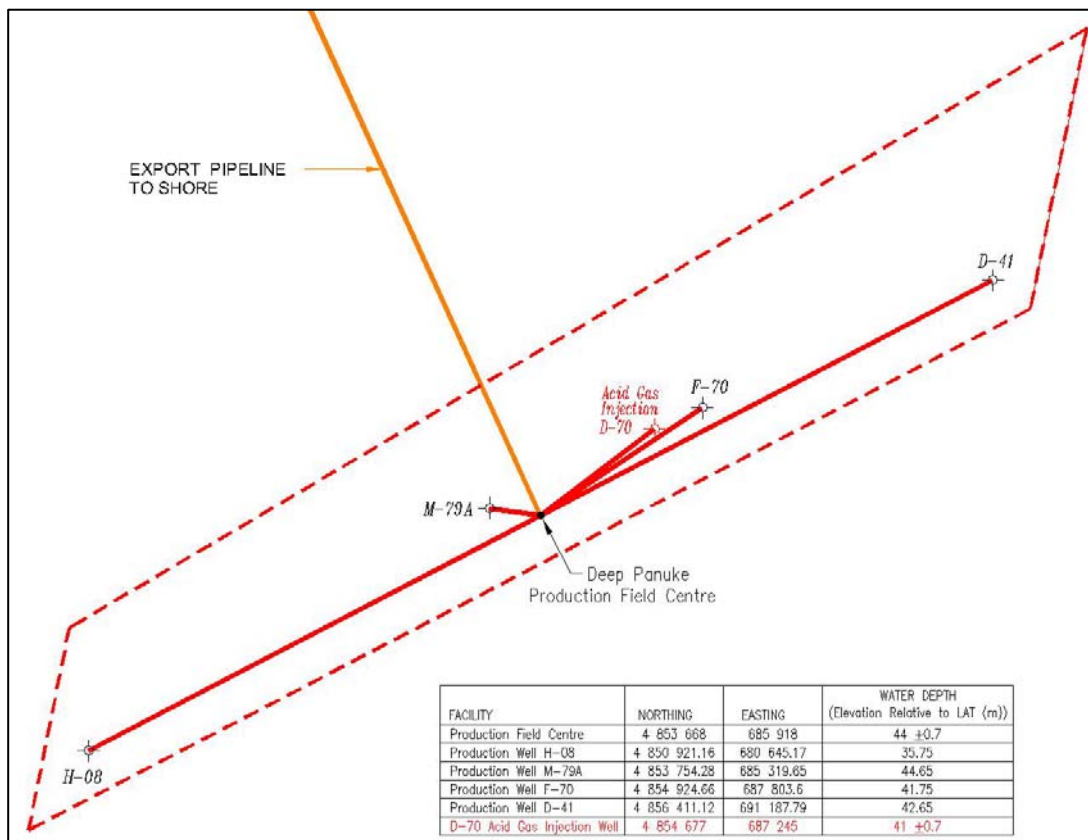 EXPORT PIPELINE
TO SHORE
D-41
F-70
Acid Gas
Injection
D-70
M-79A
Deep Panuke
Production Field Centre
H-08
FACILITY NORTHING EASTING WATER DEPTH
(Elevation Relative to LAT (m))
Production Field Centre 4 853 668 685 918 44 ±0.7
Production Well H-08 4 850 921.16 680 645.17 35.75
Production Well M-79A 4 853 754.28 685 319.65 44.65
Production Well F-70 4 854 924.66 687 803.6 41.75
Production Well D-41 4 856 411.12 691 187.79 42.65
D-70 Acid Gas Injection Well 4 854 677 687 245 41 ±0.7